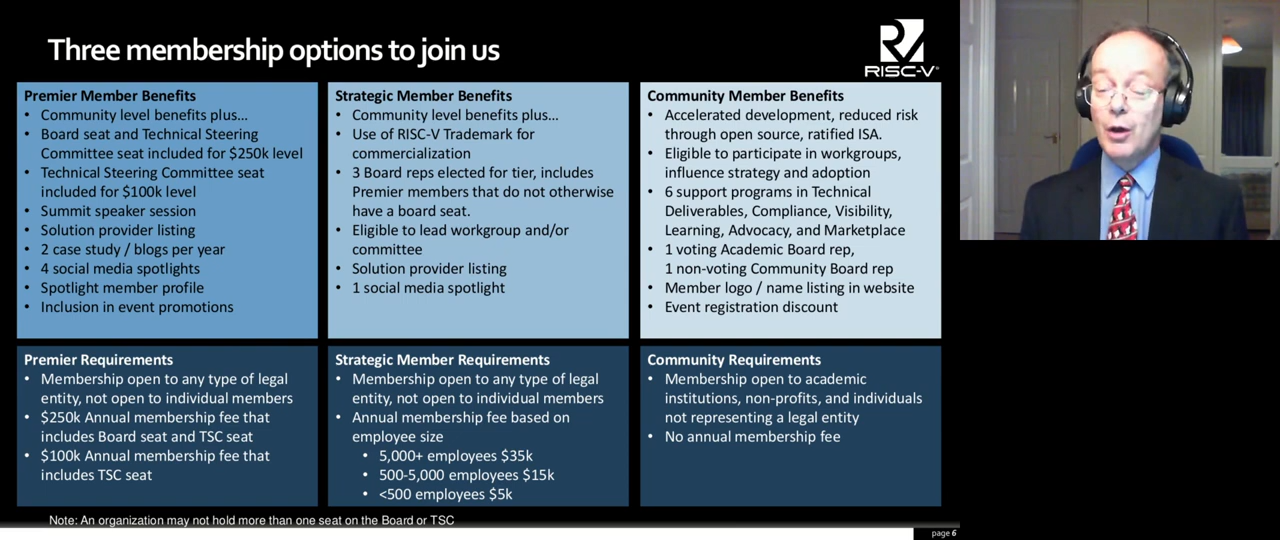 Three membership options to join us
RISC-V®
Premier Member Benefits
• Community level benefits plus...
• Board seat and Technical Steering
Committee seat included for $250k level
• Technical Steering Committee seat
included for $100k level
• Summit speaker session
• Solution provider listing
• 2 case study / blogs per year
• 4 social media spotlights
• Spotlight member profile
• Inclusion in event promotions
Strategic Member Benefits
• Community level benefits plus...
• Use of RISC-V Trademark for
commercialization
• 3 Board reps elected for tier, includes
Premier members that do not otherwise
have a board seat.
• Eligible to lead workgroup and/or
committee
• Solution provider listing
• 1 social media spotlight
Community Member Benefits
• Accelerated development, reduced risk
through open source, ratified ISA.
• Eligible to participate in workgroups,
influence strategy and adoption
• 6 support programs in Technical
Deliverables, Compliance, Visibility,
Learning, Advocacy, and Marketplace
• 1 voting Academic Board rep,
1 non-voting Community Board rep
• Member logo / name listing in website
• Event registration discount
Premier Requirements
• Membership open to any type of legal
entity, not open to individual members
• $250k Annual membership fee that
includes Board seat and TSC seat
• $100k Annual membership fee that
includes TSC seat
Strategic Member Requirements
• Membership open to any type of legal
entity, not open to individual members
• Annual membership fee based on
employee size
• 5,000+ employees $35k
• 500-5,000 employees $15k
• <500 employees $5k
Community Requirements
• Membership open to academic
institutions, non-profits, and individuals
not representing a legal entity
• No annual membership fee
Note: An organization may not hold more than one seat on the Board or TSC
page 6